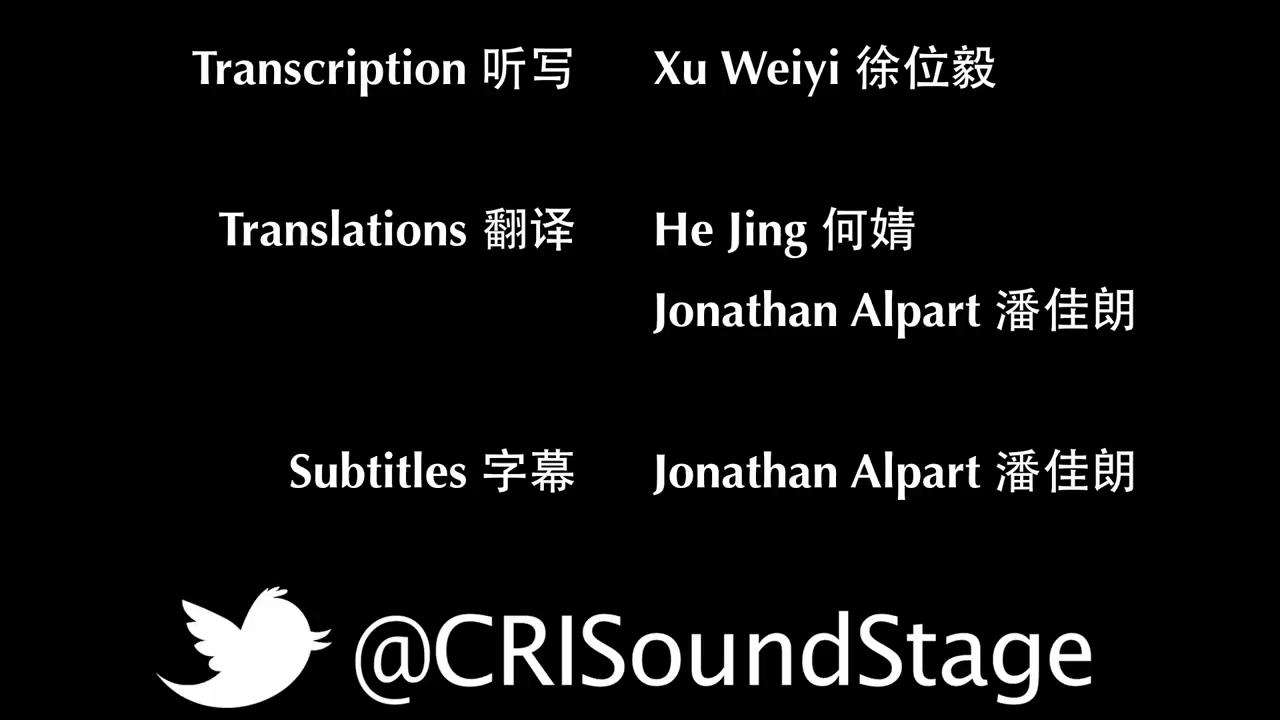 Transcription 听写 Xu Weiyi 徐位毅
Translations 翻译 He Jing 何婧
Jonathan Alpart 潘佳朗
Subtitles 字幕 Jonathan Alpart 潘佳朗
@CRISoundStage